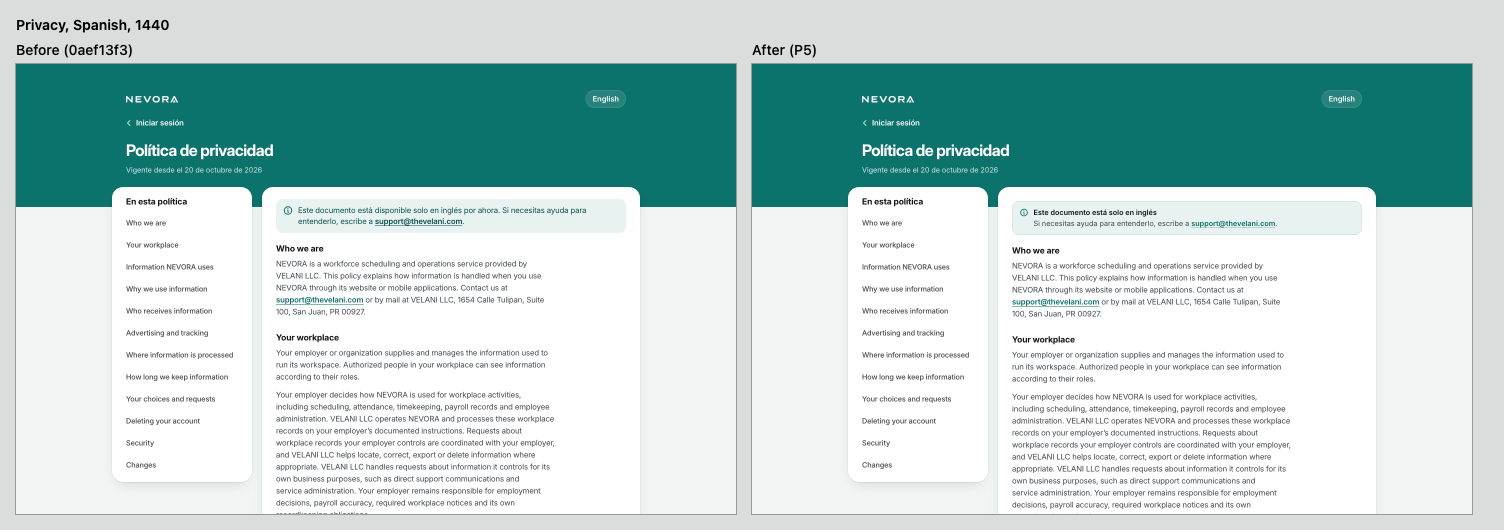 Privacy, Spanish, 1440
Before (0aef13f3)
NEVORA
English
Iniciar sesión
Política de privacidad
Vigente desde el 20 de octubre de 2026
En esta política
Who we are
Your workplace
Information NEVORA uses
Why we use information
Who receives information
Advertising and tracking
Where information is processed
How long we keep information
Your choices and requests
Deleting your account
Security
Changes
Este documento está disponible solo en inglés por ahora. Si necesitas ayuda para
entenderlo, escribe a support@thevelani.com.
Who we are
NEVORA is a workforce scheduling and operations service provided by
VELANI LLC. This policy explains how information is handled when you use
NEVORA through its website or mobile applications. Contact us at
support@thevelani.com or by mail at VELANI LLC, 1654 Calle Tulipan, Suite
100, San Juan, PR 00927.
Your workplace
Your employer or organization supplies and manages the information used to
run its workspace. Authorized people in your workplace can see information
according to their roles.
Your employer decides how NEVORA is used for workplace activities,
including scheduling, attendance, timekeeping, payroll records and employee
administration. VELANI LLC operates NEVORA and processes these workplace
records on your employer's documented instructions. Requests about
workplace records your employer controls are coordinated with your employer,
and VELANI LLC helps locate, correct, export or delete information where
appropriate. VELANI LLC handles requests about information it controls for its
own business purposes, such as direct support communications and
service administration. Your employer remains responsible for employment
decisions, payroll accuracy, required workplace notices and its own
After (P5)
NEVORA
English
Iniciar sesión
Política de privacidad
Vigente desde el 20 de octubre de 2026
En esta política
Who we are
Your workplace
Information NEVORA uses
Why we use information
Who receives information
Advertising and tracking
Where information is processed
How long we keep information
Your choices and requests
Deleting your account
Security
Changes
Este documento está solo en inglés
Si necesitas ayuda para entenderlo, escribe a support@thevelani.com.
Who we are
NEVORA is a workforce scheduling and operations service provided by
VELANI LLC. This policy explains how information is handled when you use
NEVORA through its website or mobile applications. Contact us at
support@thevelani.com or by mail at VELANI LLC, 1654 Calle Tulipan, Suite
100, San Juan, PR 00927.
Your workplace
Your employer or organization supplies and manages the information used to
run its workspace. Authorized people in your workplace can see information
according to their roles.
Your employer decides how NEVORA is used for workplace activities,
including scheduling, attendance, timekeeping, payroll records and employee
administration. VELANI LLC operates NEVORA and processes these workplace
records on your employer's documented instructions. Requests about
workplace records your employer controls are coordinated with your employer,
and VELANI LLC helps locate, correct, export or delete information where
appropriate. VELANI LLC handles requests about information it controls for its
own business purposes, such as direct support communications and
service administration. Your employer remains responsible for employment
decisions, payroll accuracy, required workplace notices and its own